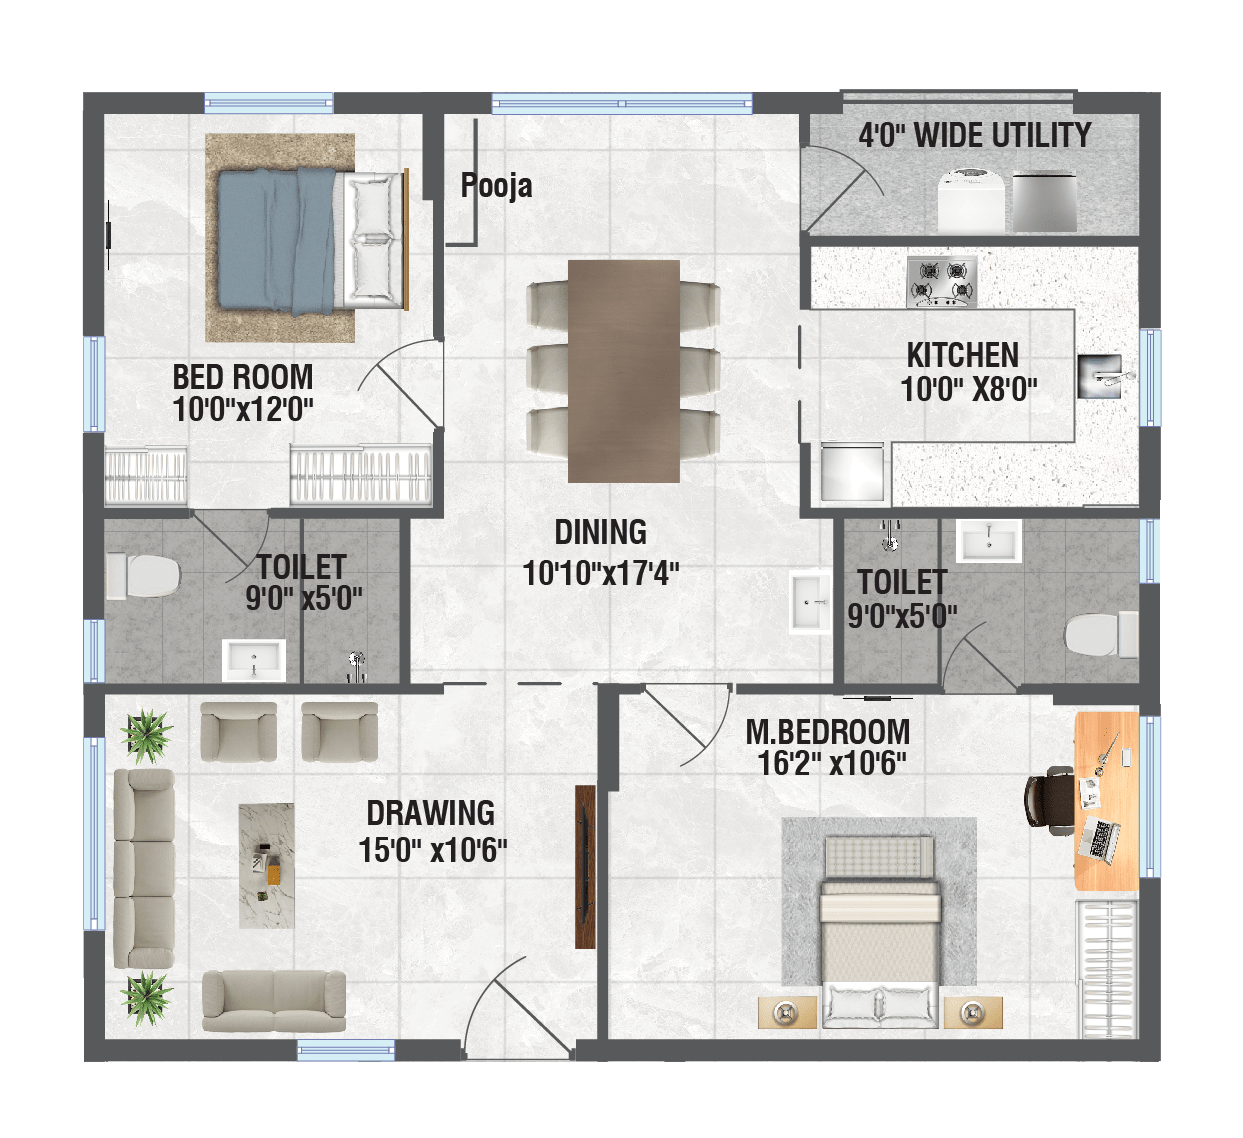 4'0" WIDE UTILITY
Pooja
BED ROOM
10'0"x12'0"
KITCHEN
10'0" X8'0"
DINING
10'10"x17'4"
TOILET
9'0" x5'0"
TOILET
9'0"x5'0"
M.BEDROOM
16'2" x10'6"
DRAWING
15'0" x10'6"